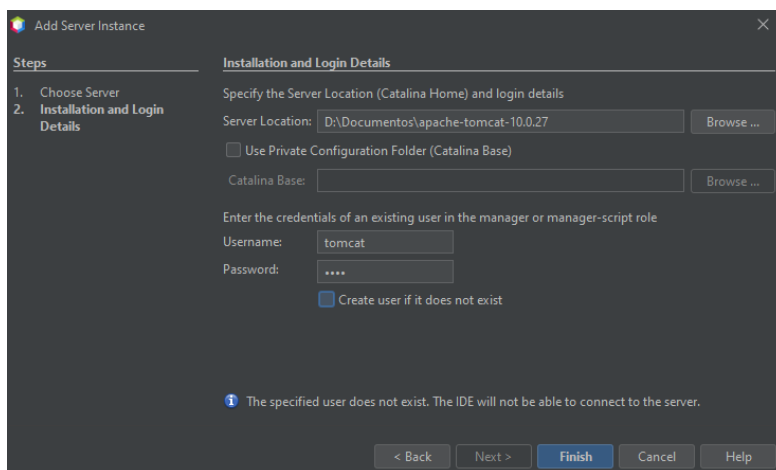 Add Server Instance
Steps
1. Choose Server
2. Installation and Login
Details
Installation and Login Details
Specify the Server Location (Catalina Home) and login details
Server Location: D:\Documentos\apache-tomcat-10.0.27 Browse ...
Use Private Configuration Folder (Catalina Base)
Catalina Base: Browse ...
Enter the credentials of an existing user in the manager or manager-script role
Username: tomcat
Password: ••••
Create user if it does not exist
The specified user does not exist. The IDE will not be able to connect to the server.
< Back Next > Finish Cancel Help